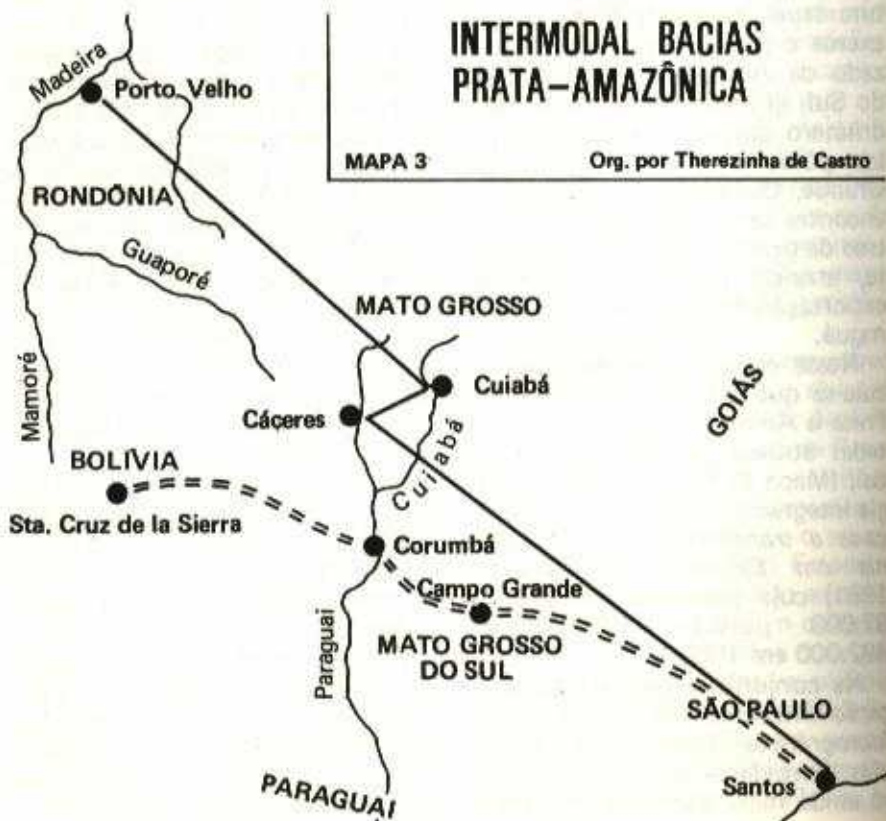 INTERMODAL BACIAS
PRATA–AMAZÔNICA
MAPA 3
Org. por Therezinha de Castro
Madeira
Porto Velho
RONDÔNIA
Guaporé
Mamoré
MATO GROSSO
Cuiabá
Cáceres
Cuiabá
GOIÁS
BOLÍVIA
Sta. Cruz de la Sierra
Corumbá
Campo Grande
MATO GROSSO
DO SUL
Paraguai
SÃO PAULO
Santos
PARAGUAI